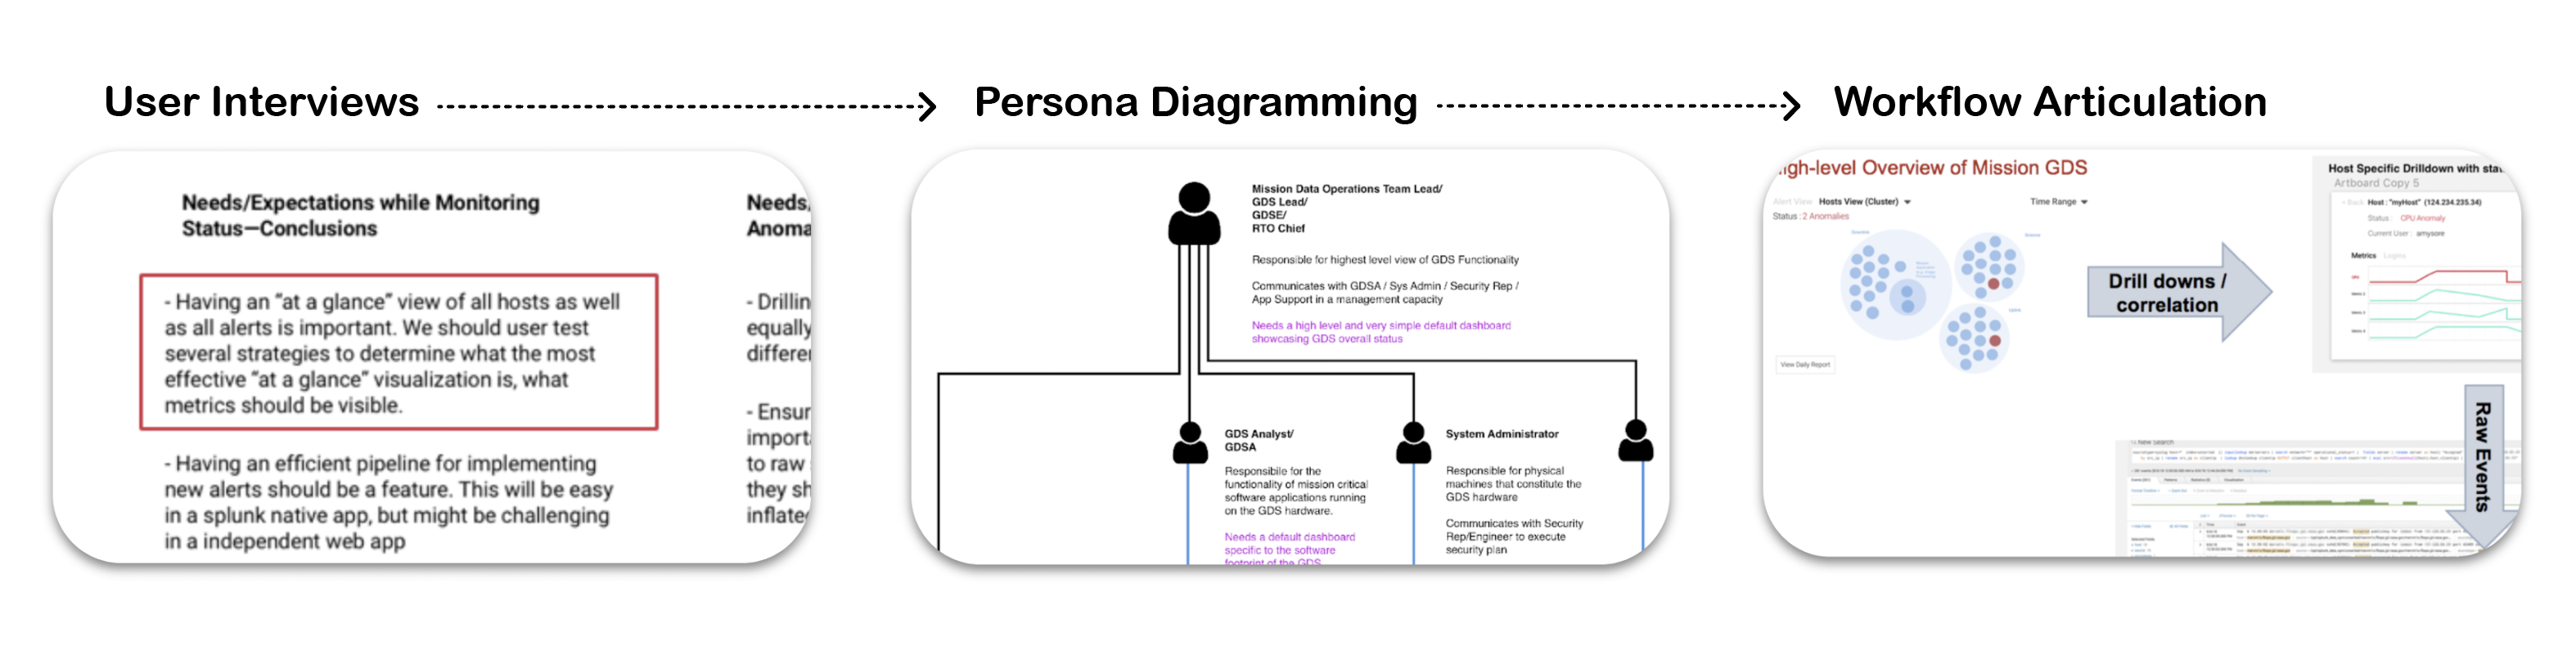 User Interviews
Persona Diagramming
Workflow Articulation
Needs/Expectations while Monitoring
Status—Conclusions
- Having an “at a glance” view of all hosts as well
as all alerts is important. We should user test
several strategies to determine what the most
effective “at a glance” visualization is, what
metrics should be visible.
- Having an efficient pipeline for implementing
new alerts should be a feature. This will be easy
in a splunk native app, but might be challenging
in a independent web app
Needs/
Anoma
- Drillin
equally
differe
- Ensur
importa
to raw
they sh
inflate
Mission Data Operations Team Lead/
GDS Lead/
GDSE/
RTO Chief
Responsible for highest level view of GDS Functionality
Communicates with GDSA / Sys Admin / Security Rep /
App Support in a management capacity
Needs a high level and very simple default dashboard
showcasing GDS overall status
GDS Analyst/
GDSA
Responsibile for the
functionality of mission critical
software applications running
on the GDS hardware.
Needs a default dashboard
specific to the software
footprint of the GDS
System Administrator
Responsible for physical
machines that constitute the
GDS hardware
Communicates with Security
Rep/Engineer to execute
security plan
igh-level Overview of Mission GDS
Alert View Hosts View (Cluster)
Time Range
Status : 2 Anomalies
View Daily Report
Drill downs /
correlation
Host Specific Drilldown with stat
Artboard Copy 5
Back Host : "myHost" (124.234.235.34)
Status : CPU Anomaly
Current User : amysore
Metrics Logins
Raw Events
New Search